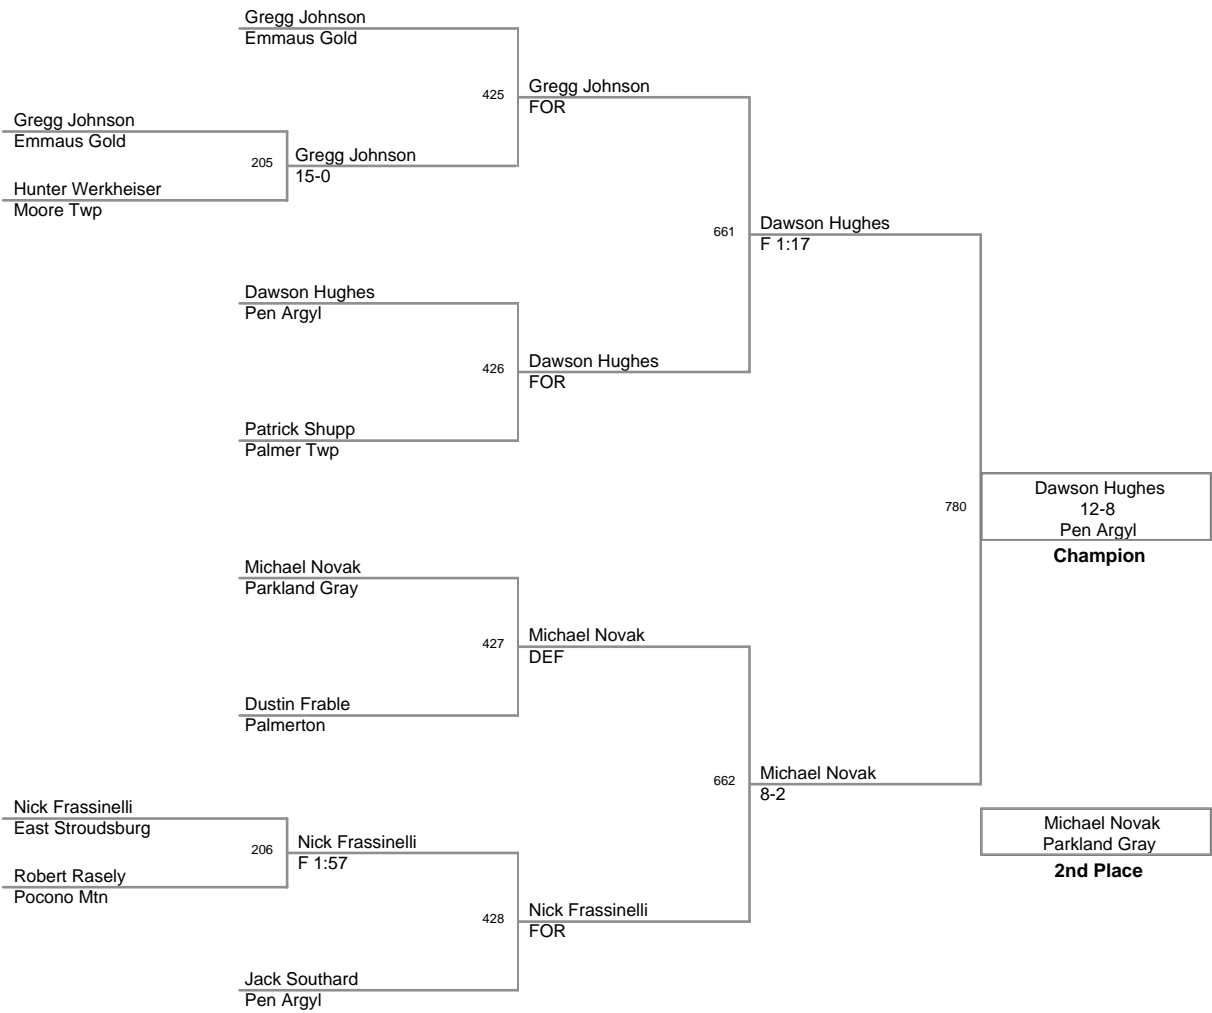 Gregg Johnson
Emmaus Gold
425
Gregg Johnson
FOR
Gregg Johnson
Emmaus Gold
205
Gregg Johnson
15-0
Hunter Werkheiser
Moore Twp
661
Dawson Hughes
F 1:17
Dawson Hughes
Pen Argyl
426
Dawson Hughes
FOR
Patrick Shupp
Palmer Twp
780
Dawson Hughes
12-8
Pen Argyl
Champion
Michael Novak
Parkland Gray
427
Michael Novak
DEF
Dustin Frable
Palmerton
662
Michael Novak
8-2
Nick Frassinelli
East Stroudsburg
206
Nick Frassinelli
F 1:57
Robert Rasely
Pocono Mtn
Michael Novak
Parkland Gray
2nd Place
428
Nick Frassinelli
FOR
Jack Southard
Pen Argyl